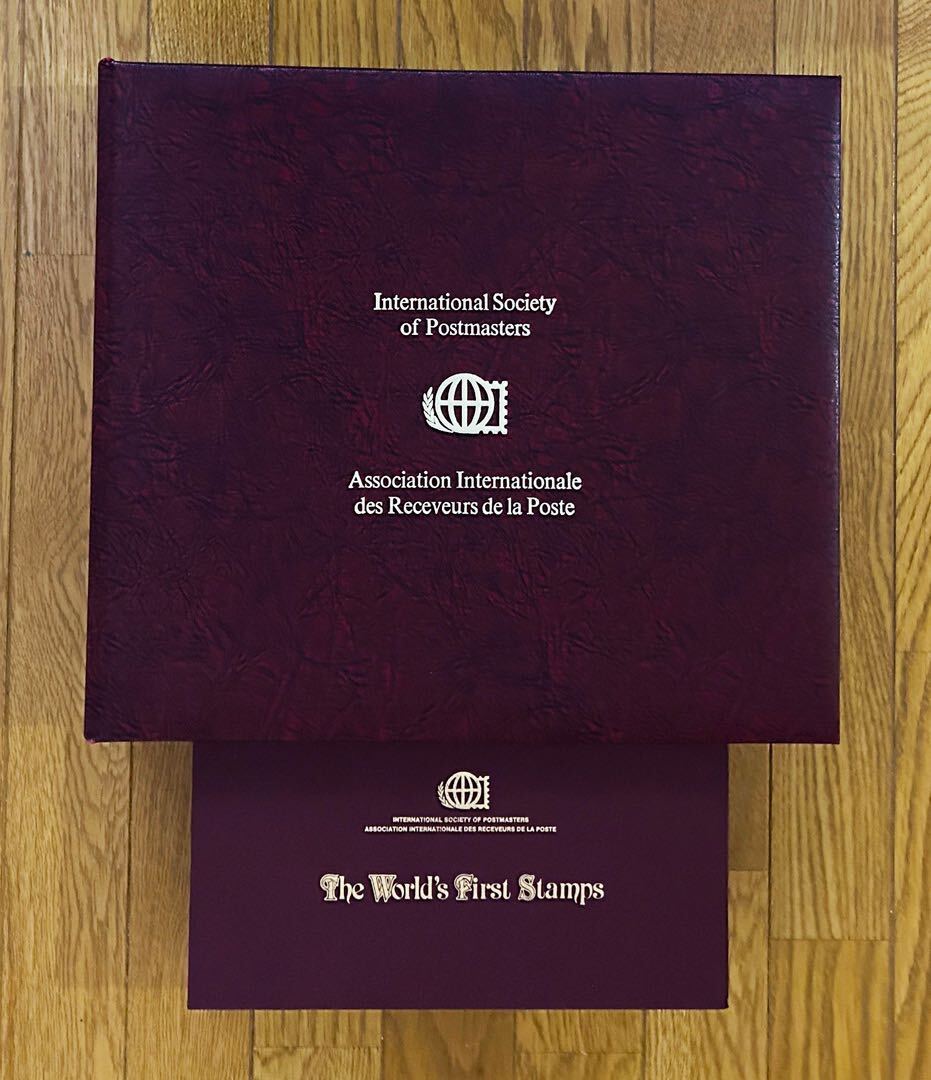 International Society
of Postmasters
Association Internationale
des Receveurs de la Poste
INTERNATIONAL SOCIETY OF POSTMASTERS
ASSOCIATION INTERNATIONALE DES RECEVEURS DE LA POSTE
The World's First Stamps